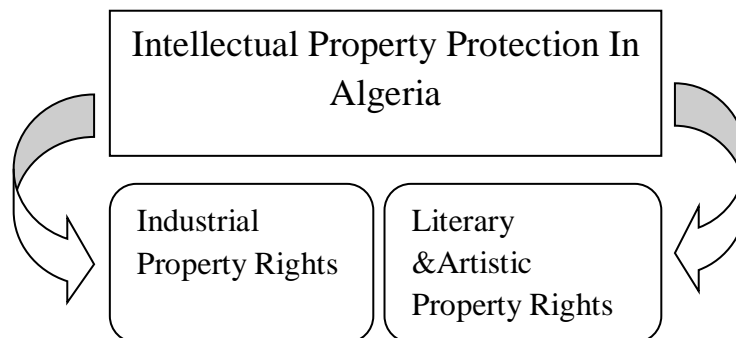 Intellectual Property Protection In
Algeria
Industrial
Property Rights
Literary
&Artistic
Property Rights